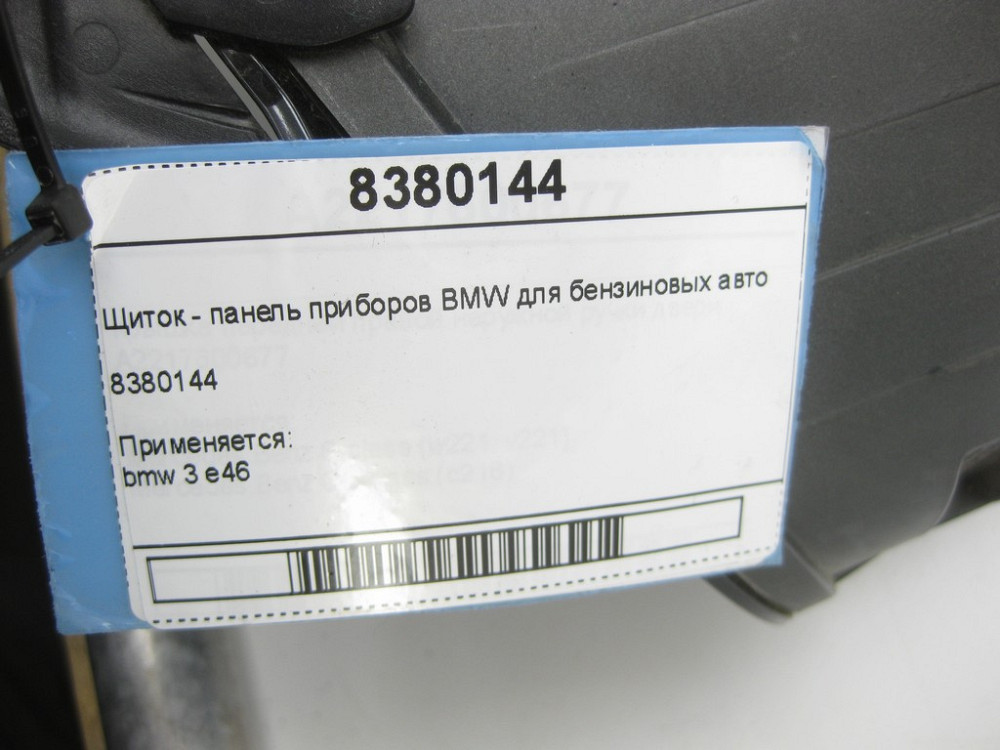 8380144
Щиток - панель приборов BMW для бензиновых авто
8380144
Применяется:
bmw 3 e46